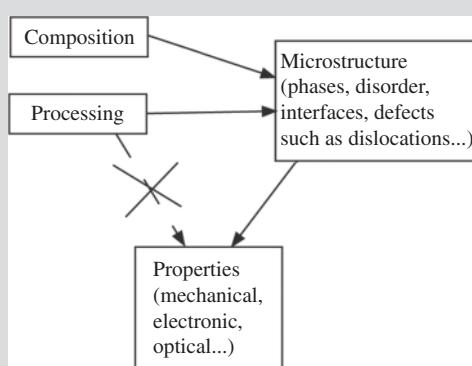 Composition
Processing
Microstructure
(phases, disorder,
interfaces, defects
such as dislocations...)
Properties
(mechanical,
electronic,
optical...)